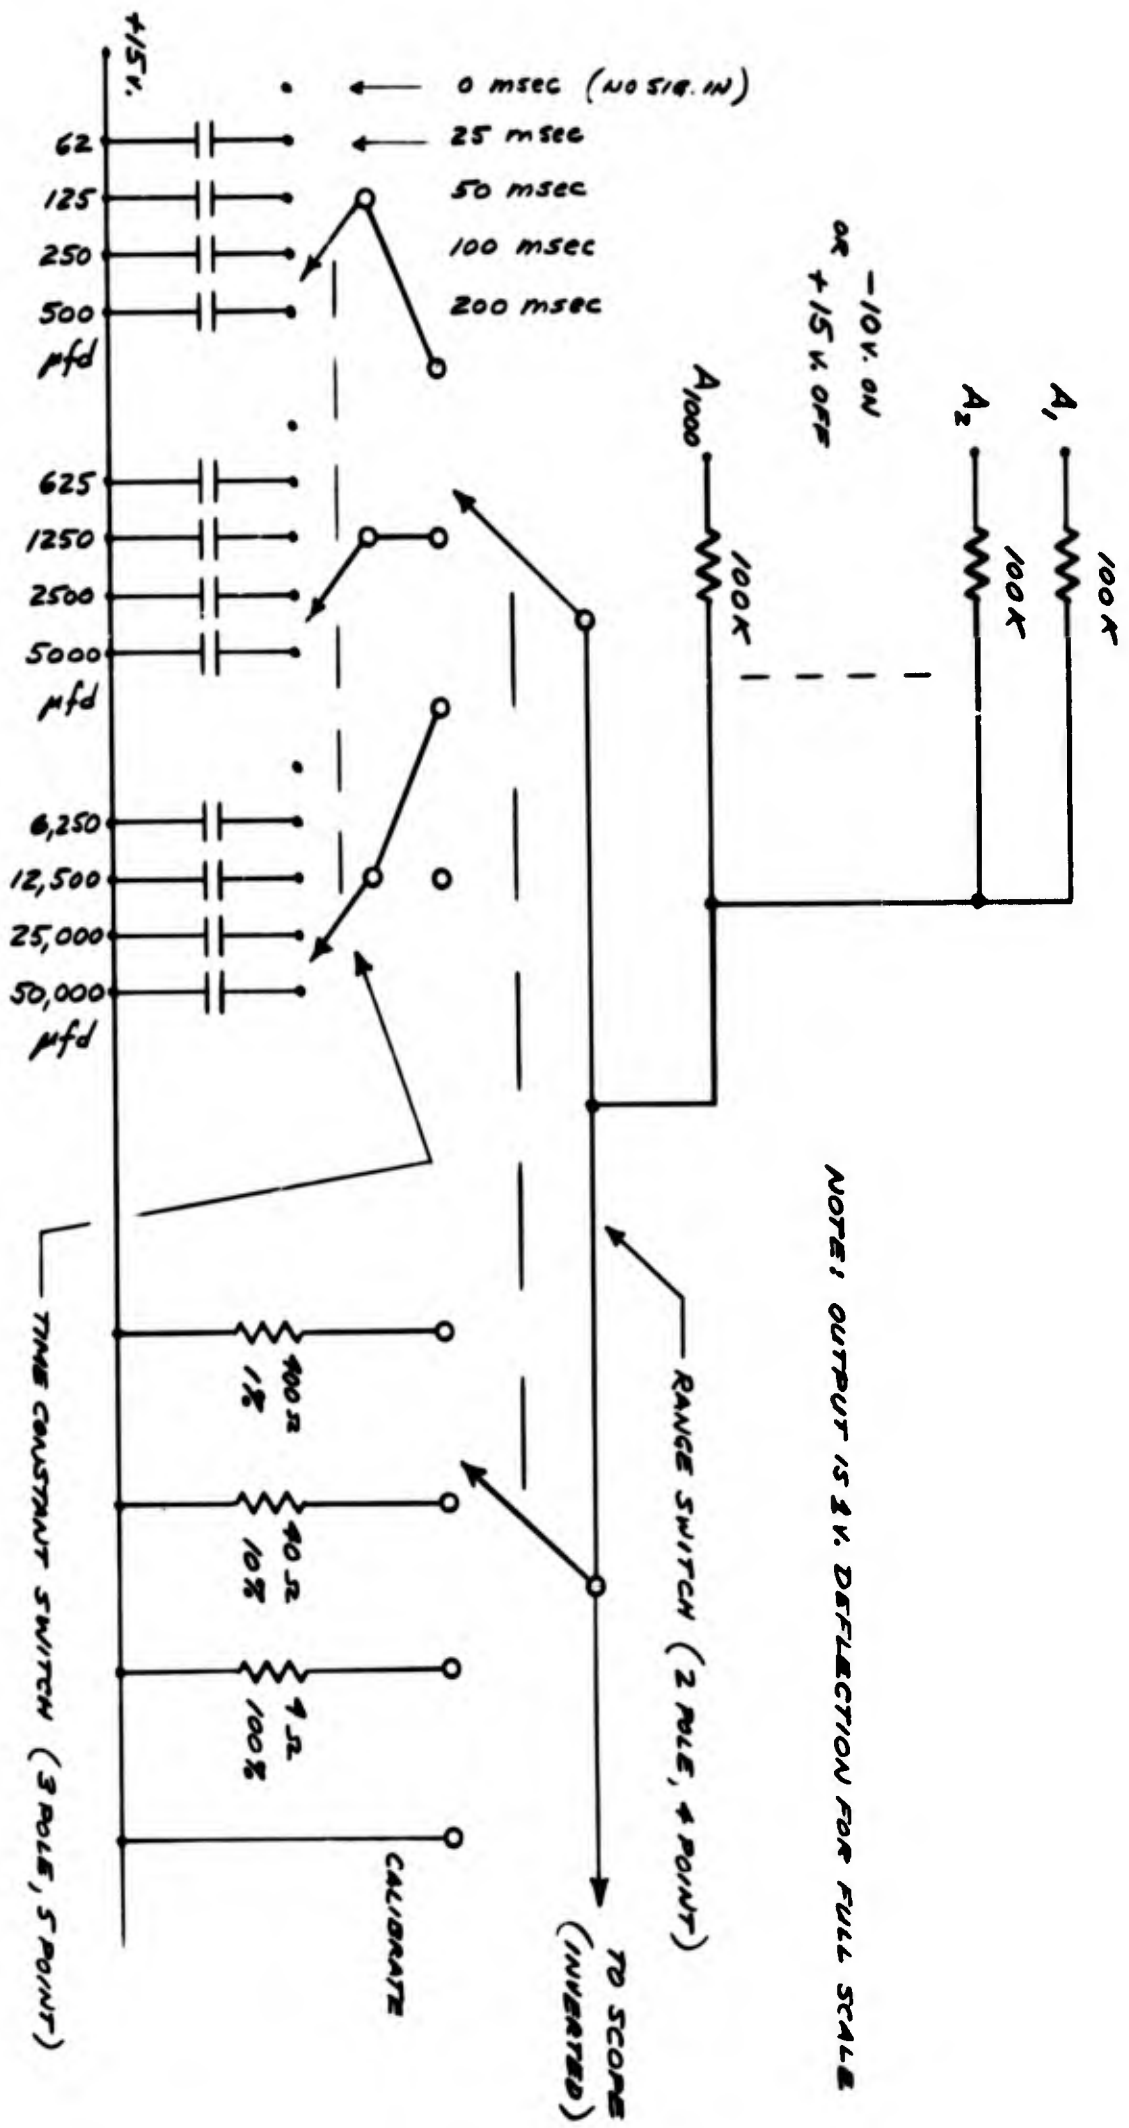 NOTE: OUTPUT IS 1 V. DEFLECTION FOR FULL SCALE
A1
100K
A2
100K
-10V. ON
OR +15 V. OFF
A1000
100K
RANGE SWITCH (2 POLE, 4 POINT)
TO SCOPE
(INVERTED)
0 msec (NO SIG. IN)
25 msec
50 msec
100 msec
200 msec
+15V.
62
125
250
500
µfd
625
1250
2500
5000
µfd
6,250
12,500
25,000
50,000
µfd
400Ω
1%
40Ω
10%
4Ω
100%
CALIBRATE
TIME CONSTANT SWITCH (3 POLE, 5 POINT)